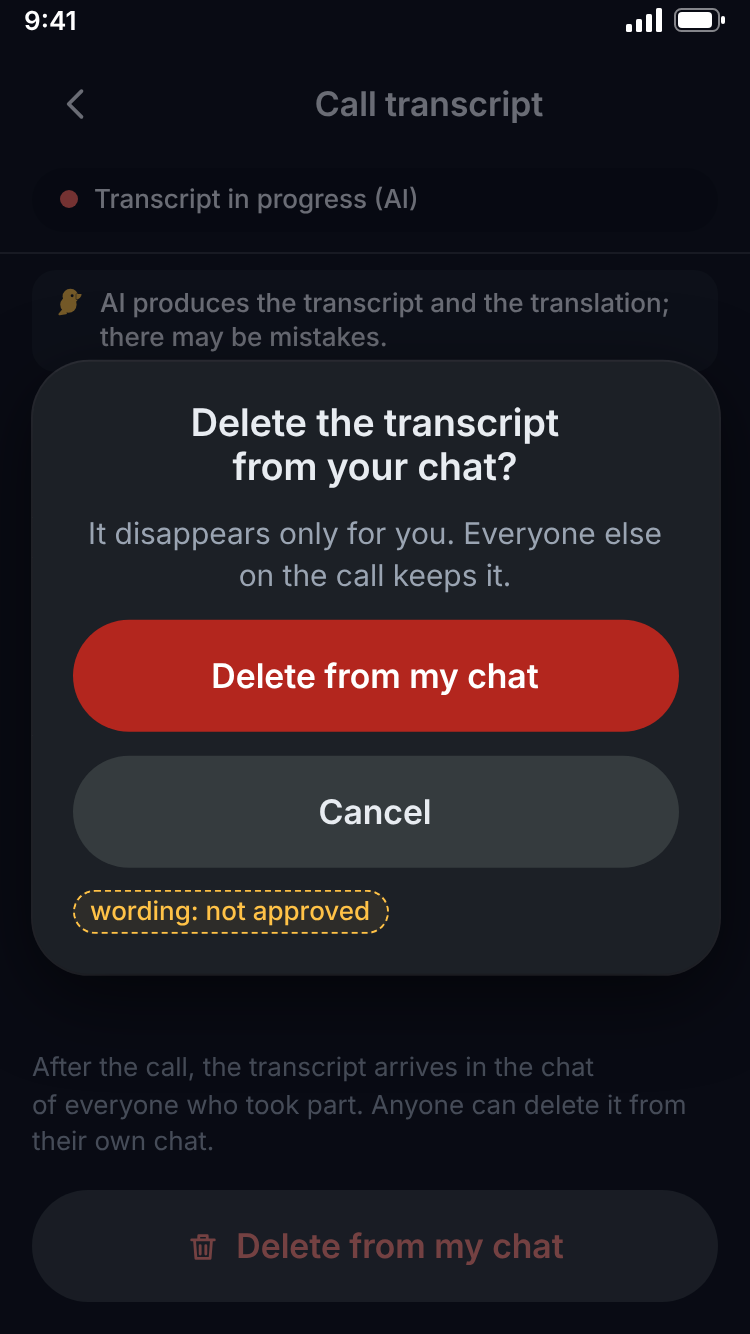 9:41
Call transcript
Transcript in progress (AI)
AI produces the transcript and the translation;
there may be mistakes.
Delete the transcript
from your chat?
It disappears only for you. Everyone else
on the call keeps it.
Delete from my chat
Cancel
wording: not approved
After the call, the transcript arrives in the chat
of everyone who took part. Anyone can delete it from
their own chat.
Delete from my chat